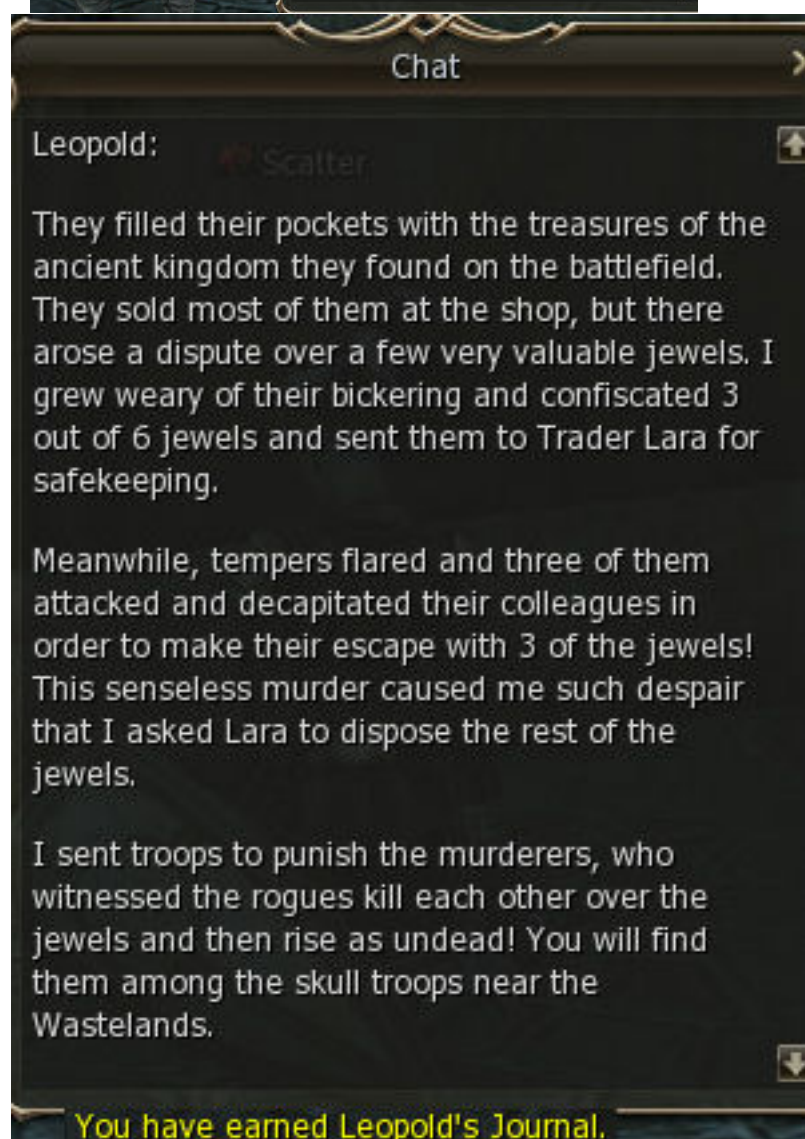 Chat
Leopold:
Scatter
They filled their pockets with the treasures of the
ancient kingdom they found on the battlefield.
They sold most of them at the shop, but there
arose a dispute over a few very valuable jewels. I
grew weary of their bickering and confiscated 3
out of 6 jewels and sent them to Trader Lara for
safekeeping.
Meanwhile, tempers flared and three of them
attacked and decapitated their colleagues in
order to make their escape with 3 of the jewels!
This senseless murder caused me such despair
that I asked Lara to dispose the rest of the
jewels.
I sent troops to punish the murderers, who
witnessed the rogues kill each other over the
jewels and then rise as undead! You will find
them among the skull troops near the
Wastelands.
You have earned Leopold's Journal.